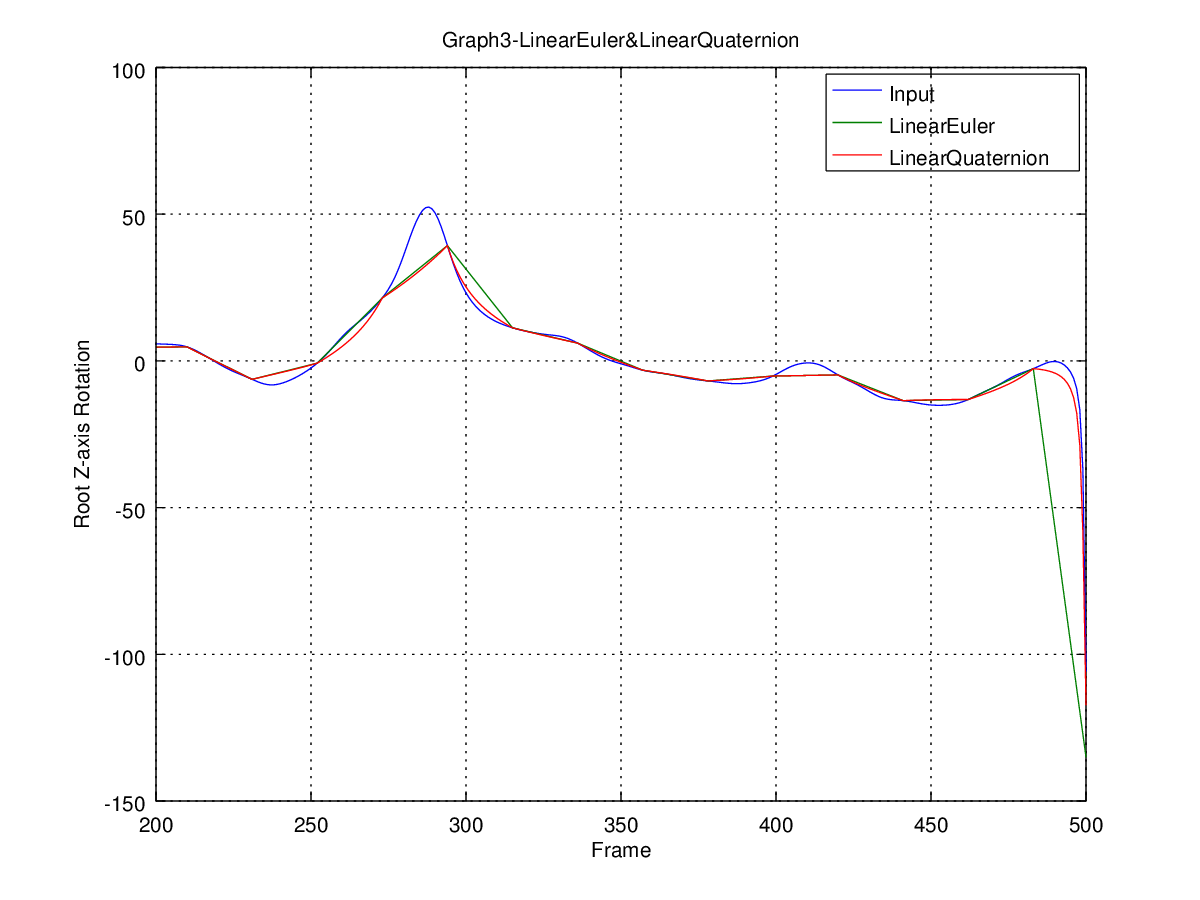 Graph3-LinearEuler&LinearQuaternion
100
50
0
-50
-100
-150
Root Z-axis Rotation
Input
LinearEuler
LinearQuaternion
200 250 300 350 400 450 500
Frame